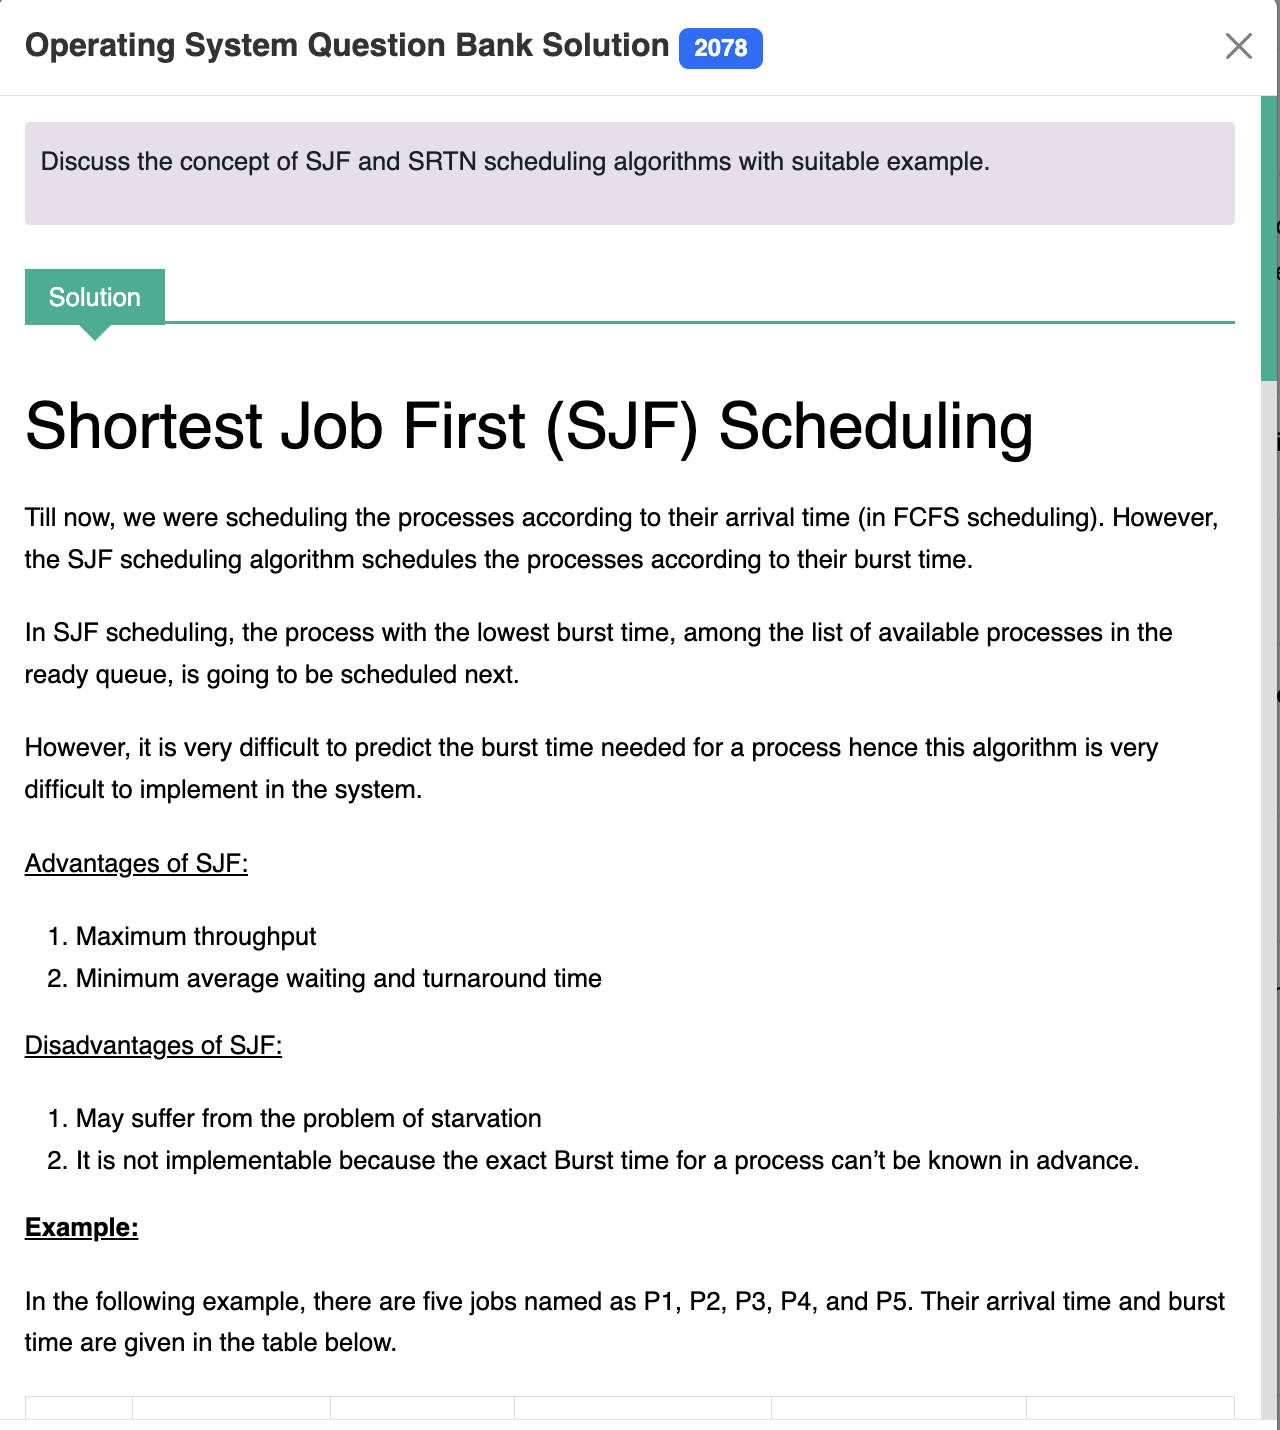 Operating System Question Bank Solution 2078
Discuss the concept of SJF and SRTN scheduling algorithms with suitable example.
Solution
Shortest Job First (SJF) Scheduling
Till now, we were scheduling the processes according to their arrival time (in FCFS scheduling). However,
the SJF scheduling algorithm schedules the processes according to their burst time.
In SJF scheduling, the process with the lowest burst time, among the list of available processes in the
ready queue, is going to be scheduled next.
However, it is very difficult to predict the burst time needed for a process hence this algorithm is very
difficult to implement in the system.
Advantages of SJF:
1. Maximum throughput
2. Minimum average waiting and turnaround time
Disadvantages of SJF:
1. May suffer from the problem of starvation
2. It is not implementable because the exact Burst time for a process can’t be known in advance.
Example:
In the following example, there are five jobs named as P1, P2, P3, P4, and P5. Their arrival time and burst
time are given in the table below.